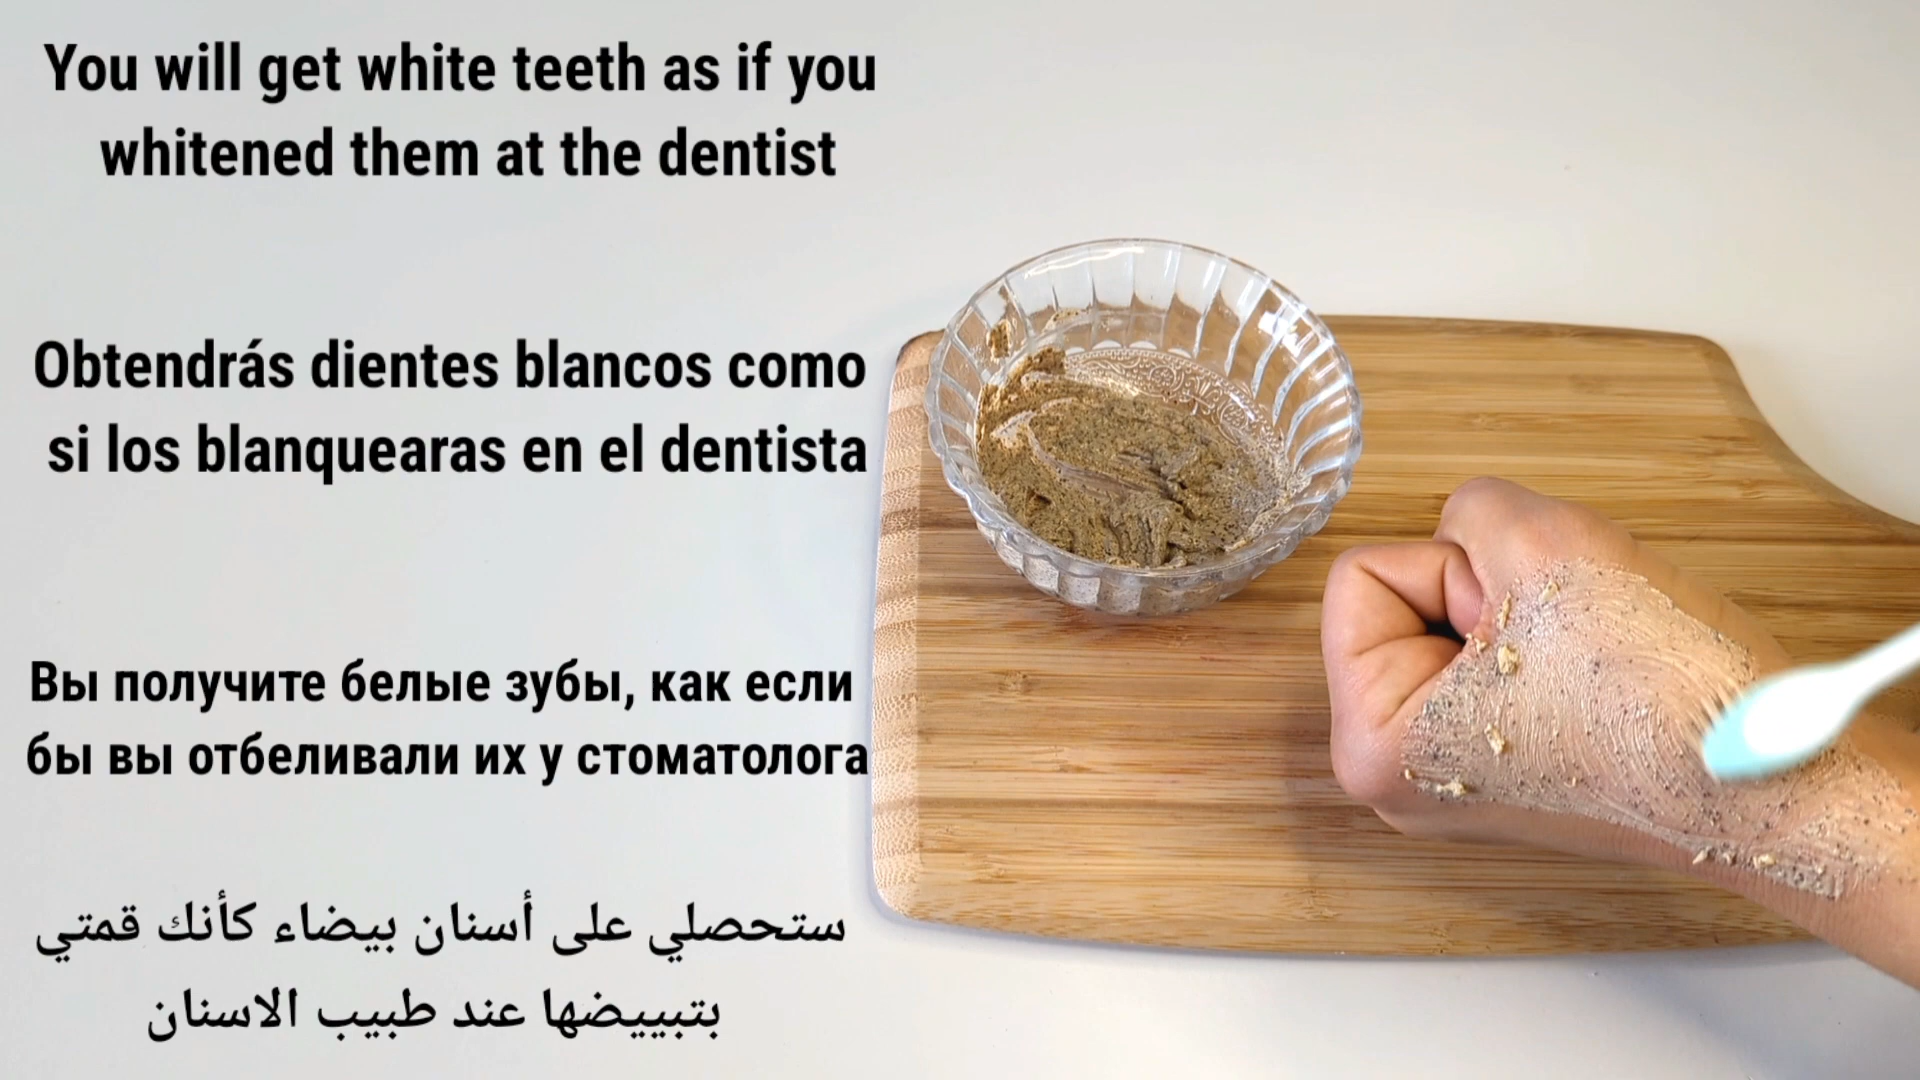 You will get white teeth as if you
whitened them at the dentist
Obtendrás dientes blancos como
si los blanquearas en el dentista
Вы получите белые зубы, как если
бы вы отбеливали их у стоматолога
ستحصلي على أسنان بيضاء كأنك قمتي
بتبييضها عند طبيب الاسنان